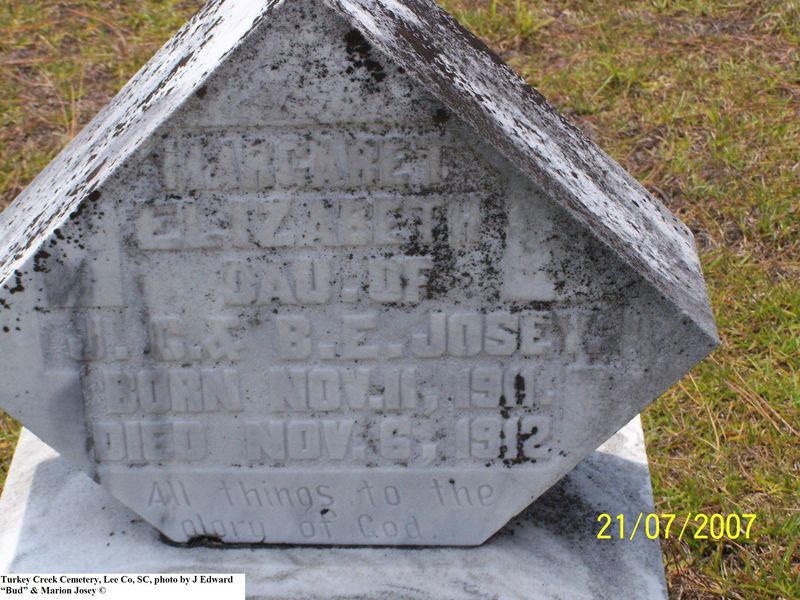 MARGARET
ELIZABETH
DAU. OF
J. G. & B. E. JOSEY.
BORN NOV. 11, 1911.
DIED NOV. 6, 1912
All things to the
glory of God
21/07/2007
Turkey Creek Cemetery, Lee Co, SC, photo by J Edward
“Bud” & Marion Josey ©